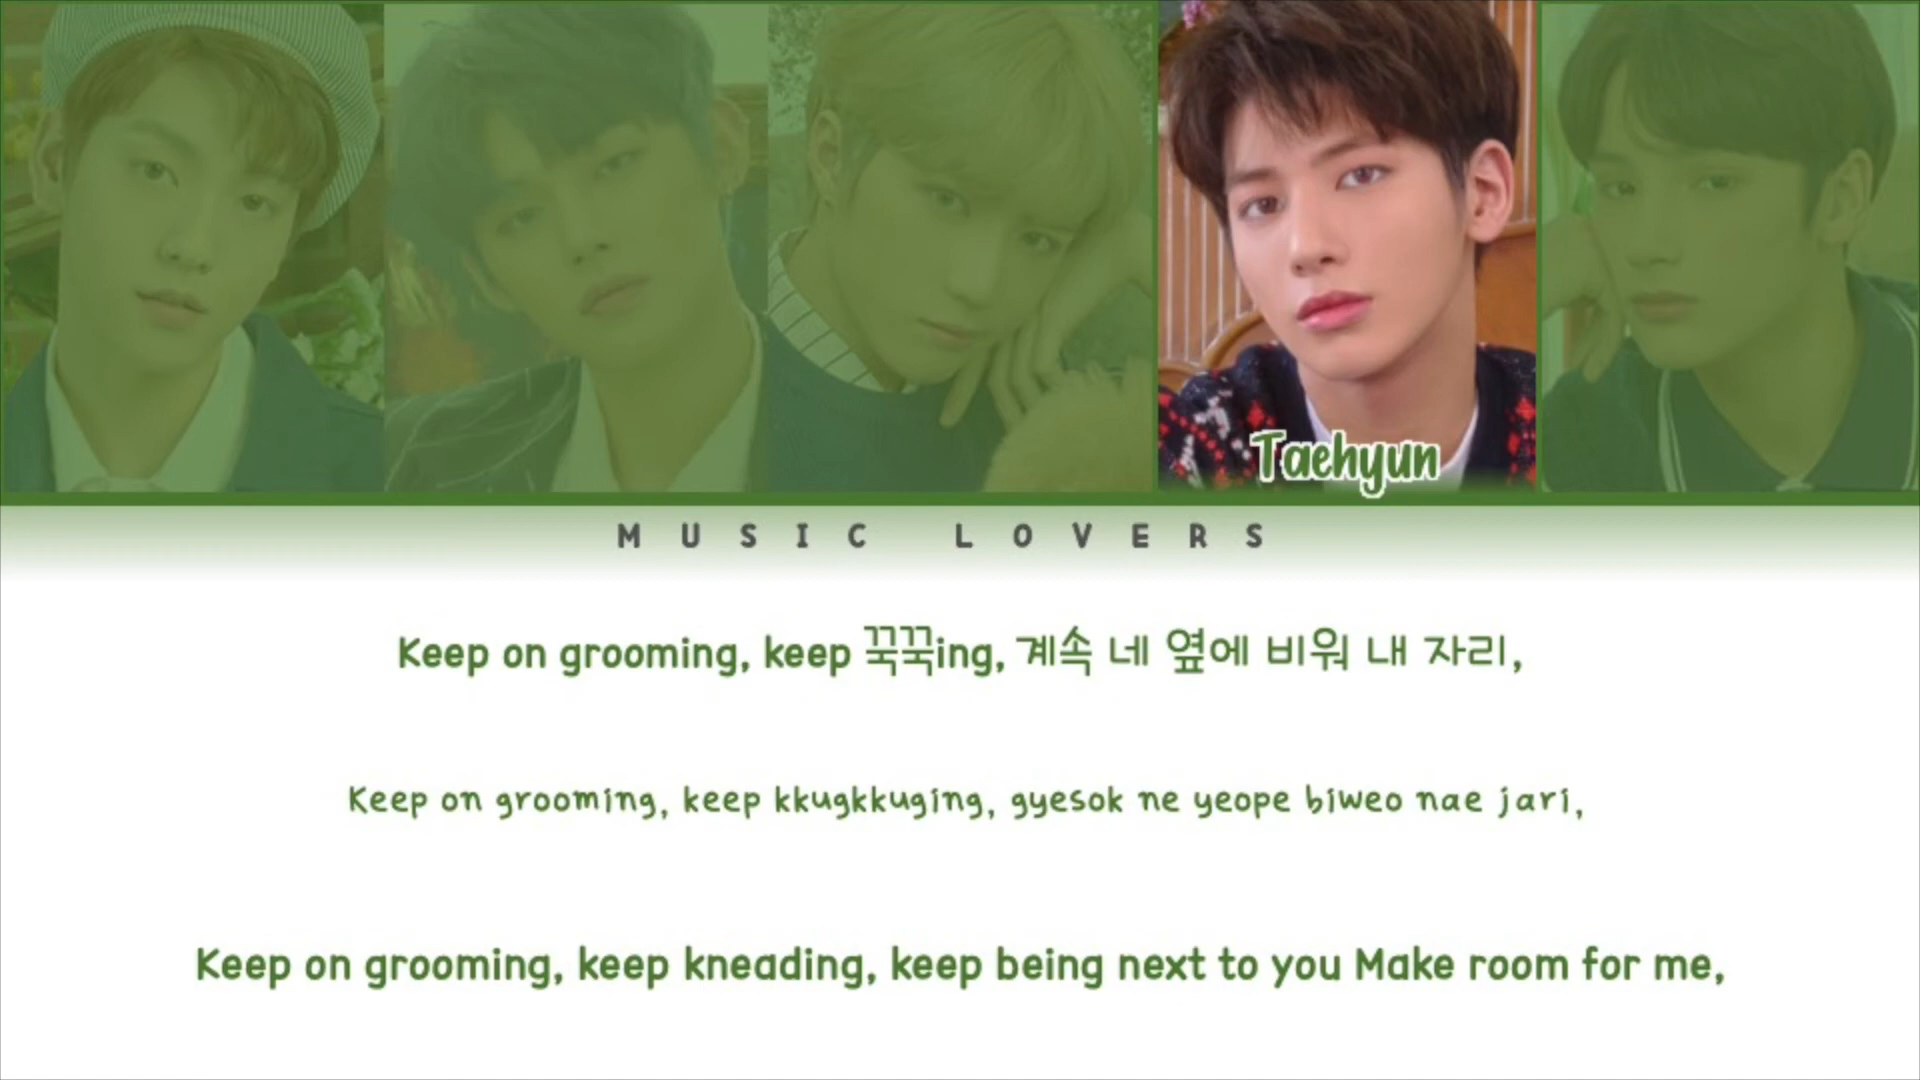 Taehyun
MUSIC LOVERS
Keep on grooming, keep 꾹꾹ing, 계속 네 옆에 비워 내 자리,
Keep on grooming, keep kkugkkuging, gyesok ne yeope biweo nae jari,
Keep on grooming, keep kneading, keep being next to you Make room for me,